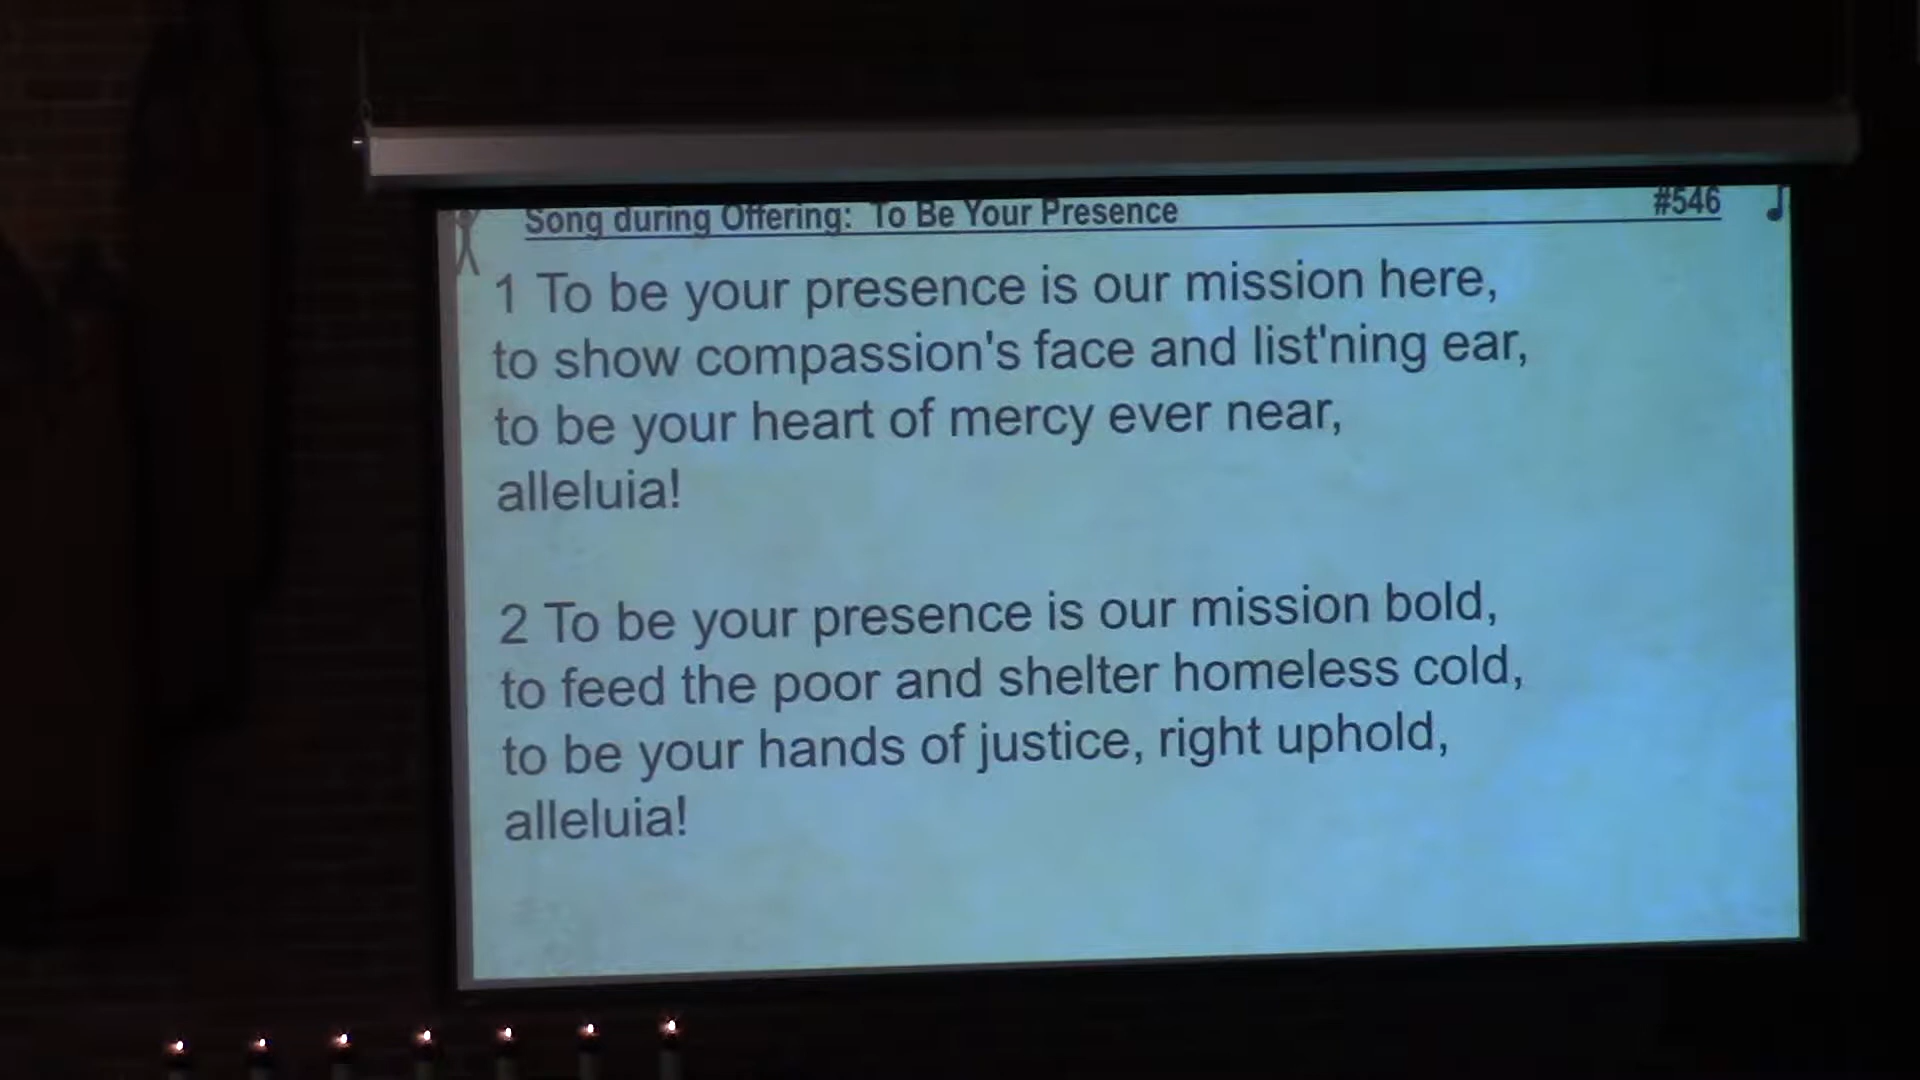 Song during Offering: To Be Your Presence #546
1 To be your presence is our mission here,
to show compassion's face and list'ning ear,
to be your heart of mercy ever near,
alleluia!
2 To be your presence is our mission bold,
to feed the poor and shelter homeless cold,
to be your hands of justice, right uphold,
alleluia!